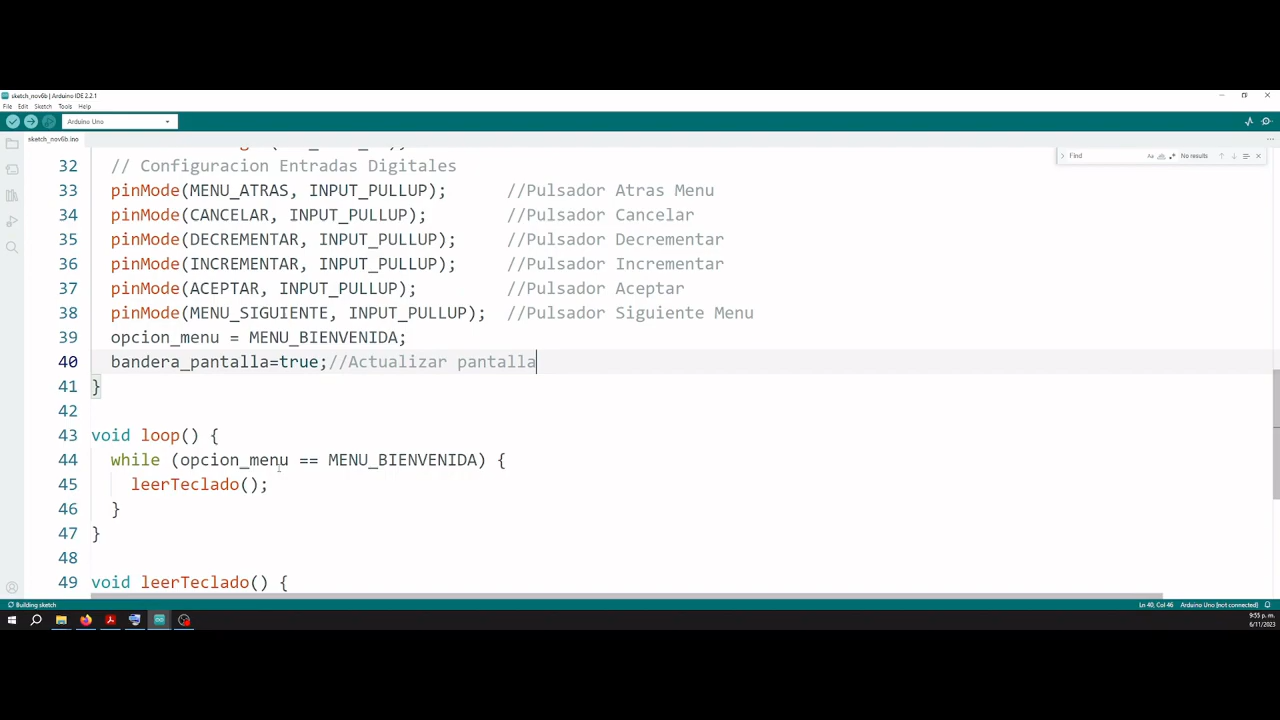 sketch_nov6b | Arduino IDE 2.2.1
File Edit Sketch Tools Help
Arduino Uno
sketch_nov6b.ino
Find
Aa
No results
32 // Configuracion Entradas Digitales
33 pinMode(MENU_ATRAS, INPUT_PULLUP); //Pulsador Atras Menu
34 pinMode(CANCELAR, INPUT_PULLUP); //Pulsador Cancelar
35 pinMode(DECREMENTAR, INPUT_PULLUP); //Pulsador Decrementar
36 pinMode(INCREMENTAR, INPUT_PULLUP); //Pulsador Incrementar
37 pinMode(ACEPTAR, INPUT_PULLUP); //Pulsador Aceptar
38 pinMode(MENU_SIGUIENTE, INPUT_PULLUP); //Pulsador Siguiente Menu
39 opcion_menu = MENU_BIENVENIDA;
40 bandera_pantalla=true;//Actualizar pantalla
41 }
42
43 void loop() {
44 while (opcion_menu == MENU_BIENVENIDA) {
45 leerTeclado();
46 }
47 }
48
49 void leerTeclado() {
Building sketch
Ln 40, Col 46 Arduino Uno [not connected]
9:55 p. m.
6/11/2023